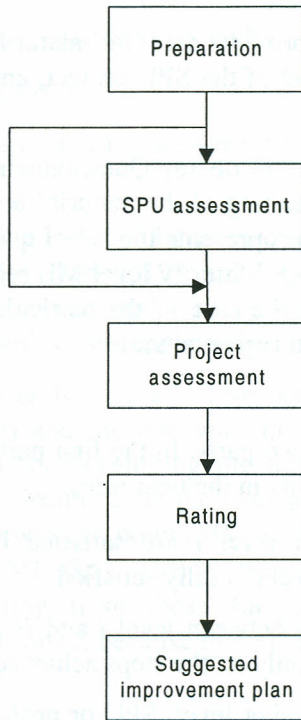 Preparation
SPU assessment
Project
assessment
Rating
Suggested
improvement plan